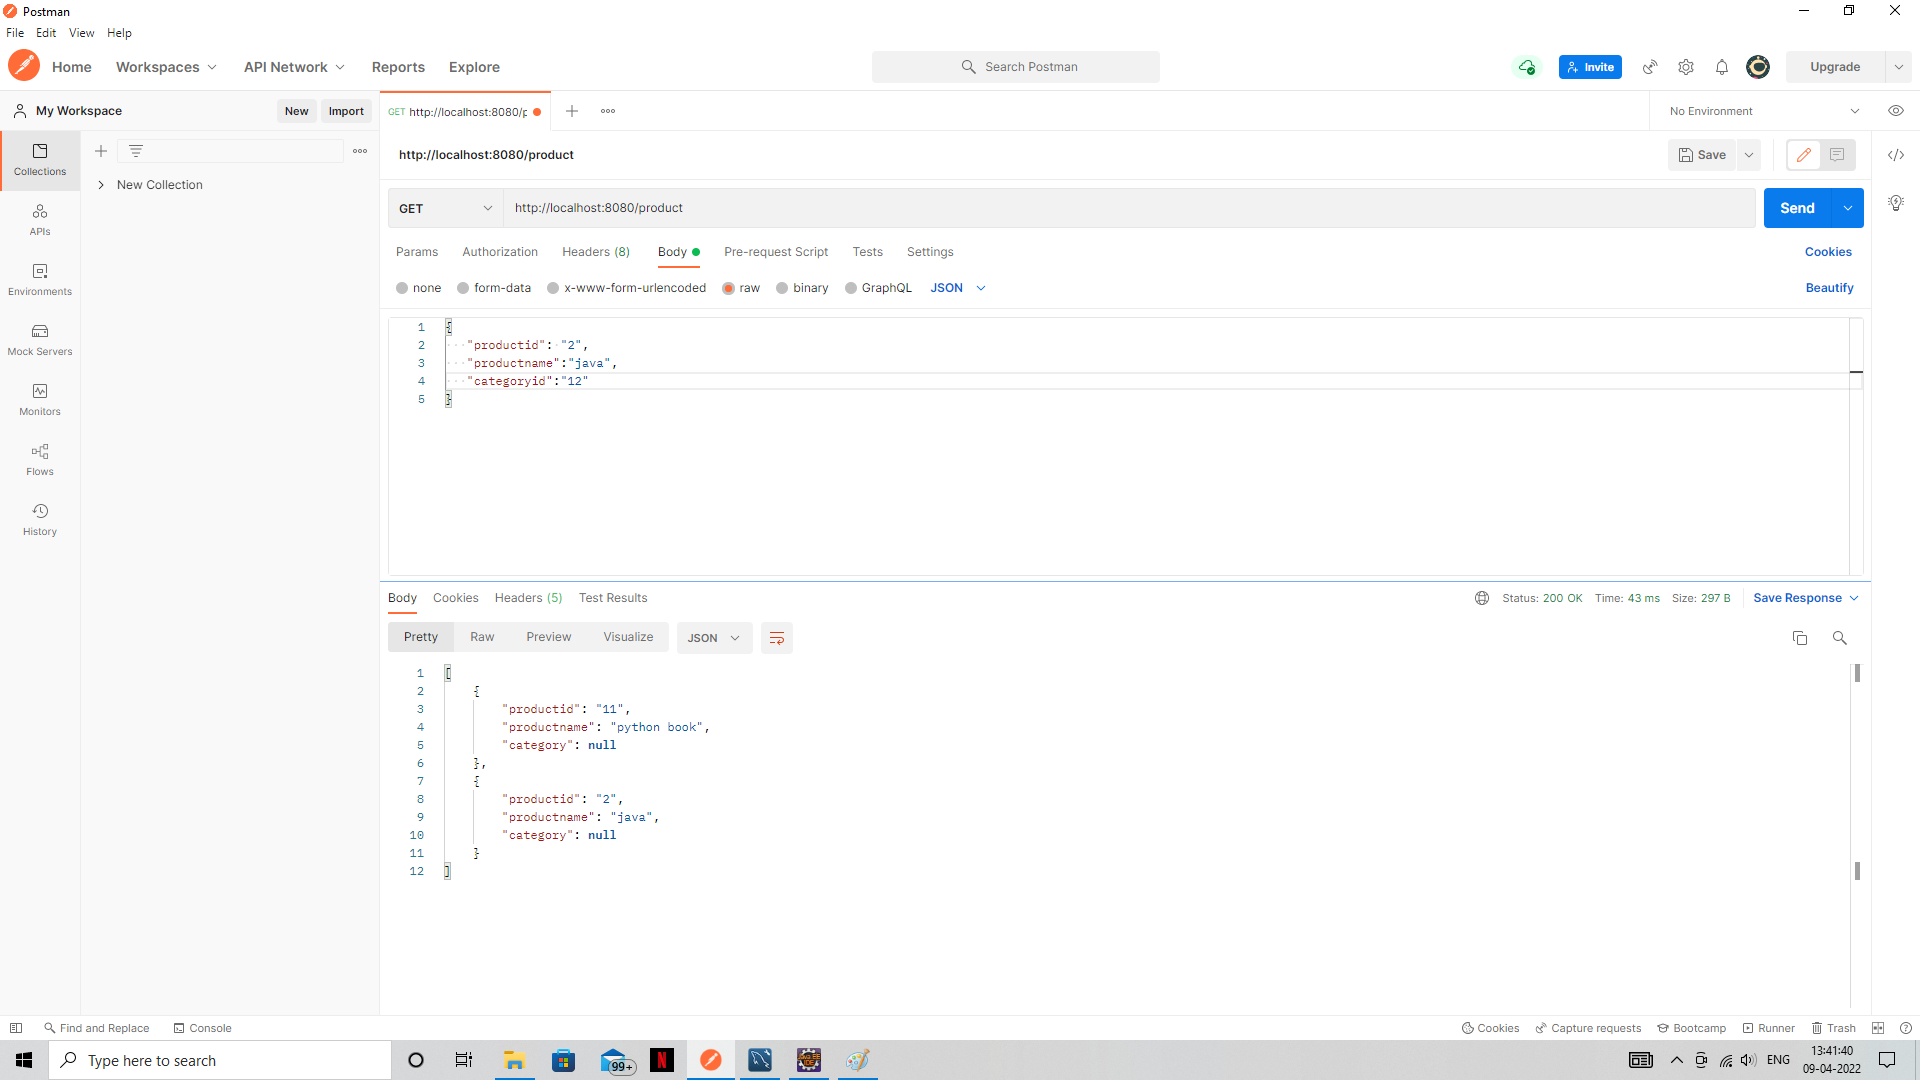 Postman
File Edit View Help
Home Workspaces API Network Reports Explore Search Postman Invite Upgrade
My Workspace New Import GET http://localhost:8080/p No Environment
Collections
APIs
Environments
Mock Servers
Monitors
Flows
History
New Collection
http://localhost:8080/product Save
GET http://localhost:8080/product Send
Params Authorization Headers (8) Body Pre-request Script Tests Settings Cookies
none form-data x-www-form-urlencoded raw binary GraphQL JSON Beautify
1 {
2 "productid": "2",
3 "productname":"java",
4 "categoryid":"12"
5 }
Body Cookies Headers (5) Test Results Status: 200 OK Time: 43 ms Size: 297 B Save Response
Pretty Raw Preview Visualize JSON
1 [
2 {
3 "productid": "11",
4 "productname": "python book",
5 "category": null
6 },
7 {
8 "productid": "2",
9 "productname": "java",
10 "category": null
11 }
12 ]
Find and Replace Console Cookies Capture requests Bootcamp Runner Trash
Type here to search 99+ N Java EE IDE ENG 13:41:40
09-04-2022